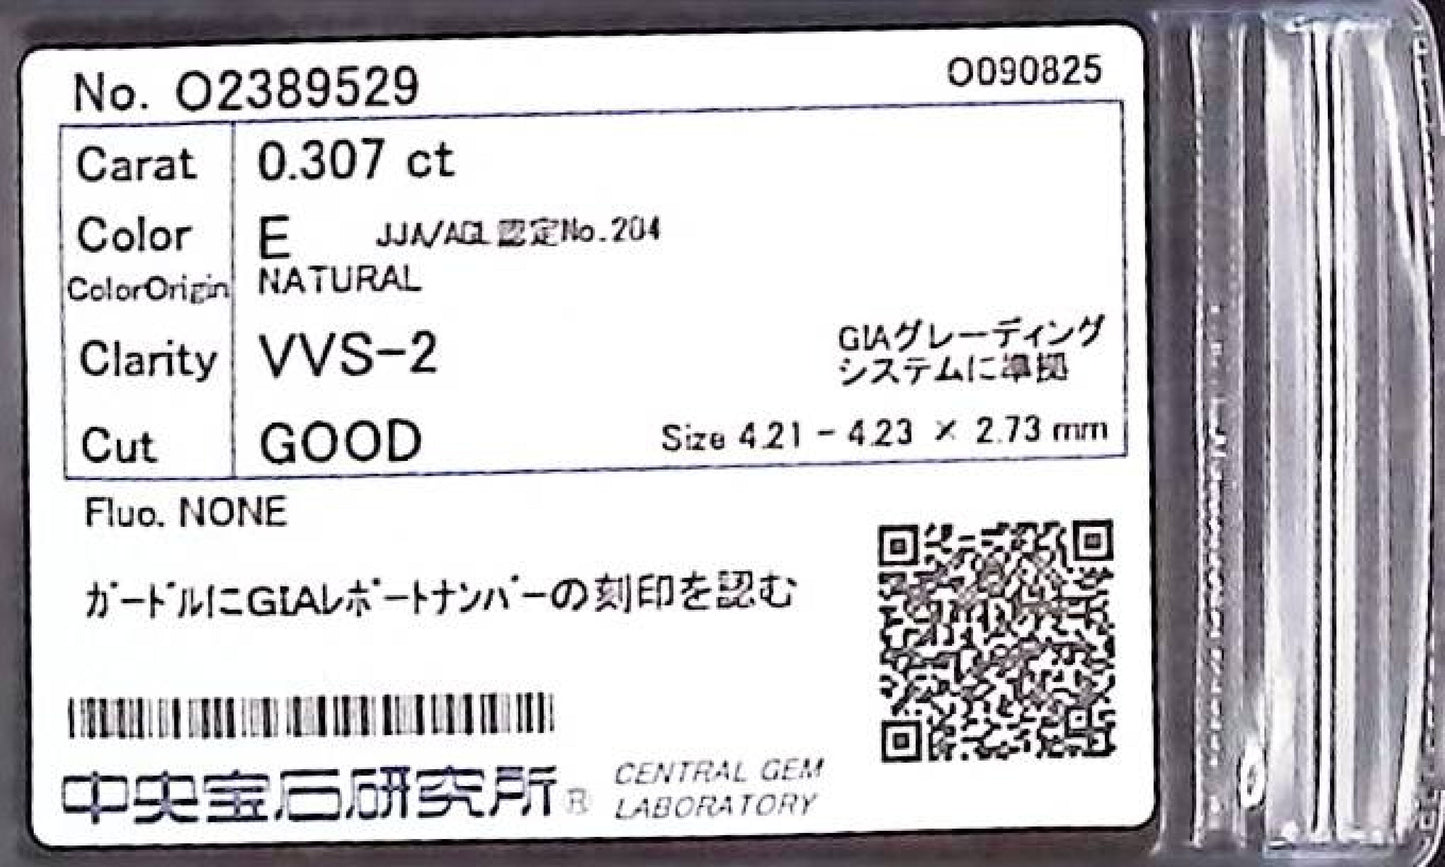 No. O2389529
O090825
Carat 0.307 ct
Color E JJA/AGL認定No.204
ColorOrigin NATURAL
Clarity VVS-2
GIAグレーディング
システムに準拠
Cut GOOD Size 4.21 - 4.23 × 2.73 mm
Fluo. NONE
ガードルにGIAレポートナンバーの刻印を認む
中央宝石研究所®
CENTRAL GEM
LABORATORY